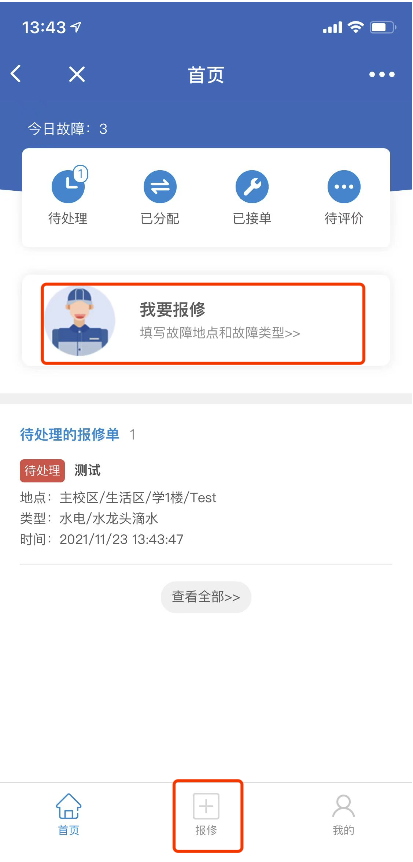 13:43
首页
今日故障：3
1
待处理 已分配 已接单 待评价
我要报修
填写故障地点和故障类型>>
待处理的报修单 1
待处理 测试
地点：主校区/生活区/学1楼/Test
类型：水电/水龙头滴水
时间：2021/11/23 13:43:47
查看全部>>
首页 报修 我的